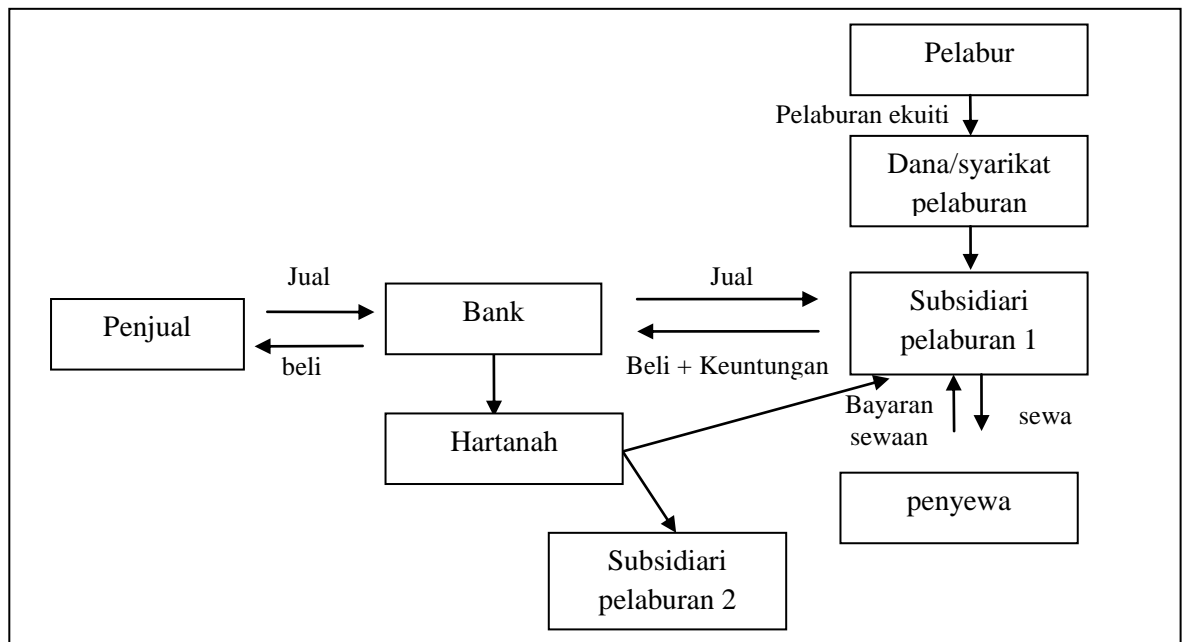 Pelabur
Pelaburan ekuiti
Dana/syarikat
pelaburan
Jual
Jual
Penjual
Bank
Subsidiari
pelaburan 1
beli
Beli + Keuntungan
Bayaran
sewaan
sewa
Hartanah
penyewa
Subsidiari
pelaburan 2